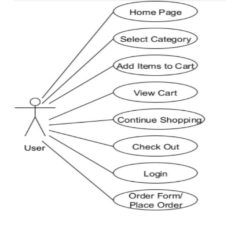 Home Page
Select Category
Add Items to Cart
View Cart
Continue Shopping
Check Out
User
Login
Order Form/
Place Order